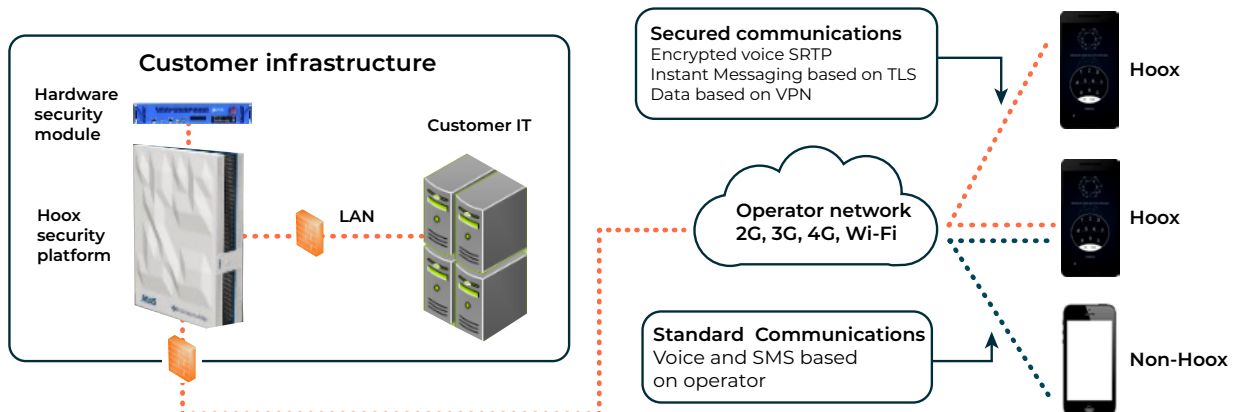 Customer infrastructure
Hardware
security
module
Customer IT
Hoox
security
platform
LAN
Secured communications
Encrypted voice SRTP
Instant Messaging based on TLS
Data based on VPN
Hoox
Operator network
2G, 3G, 4G, Wi-Fi
Hoox
Standard Communications
Voice and SMS based
on operator
Non-Hoox